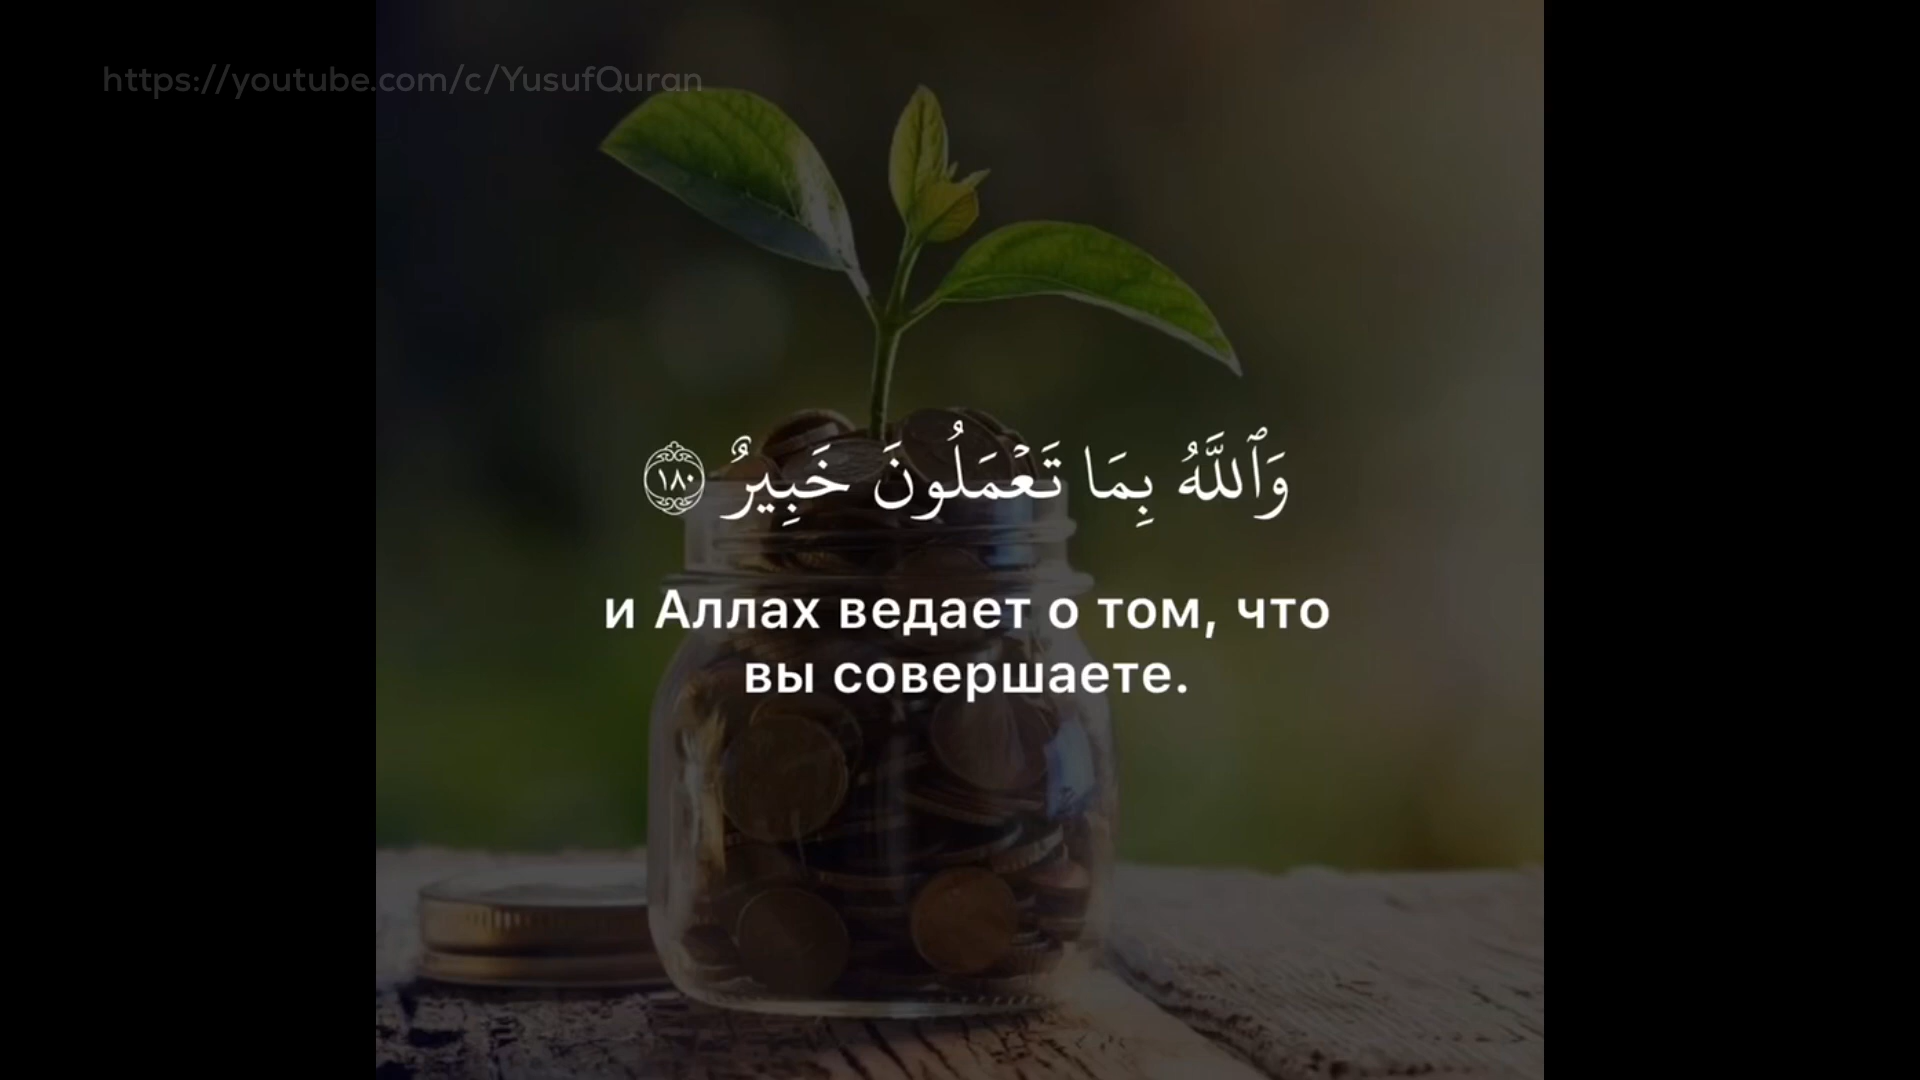 https://youtube.com/c/YusufQuran
وَٱللَّهُ بِمَا تَعْمَلُونَ خَبِيرٌ ١٨٠
и Аллах ведает о том, что
вы совершаете.